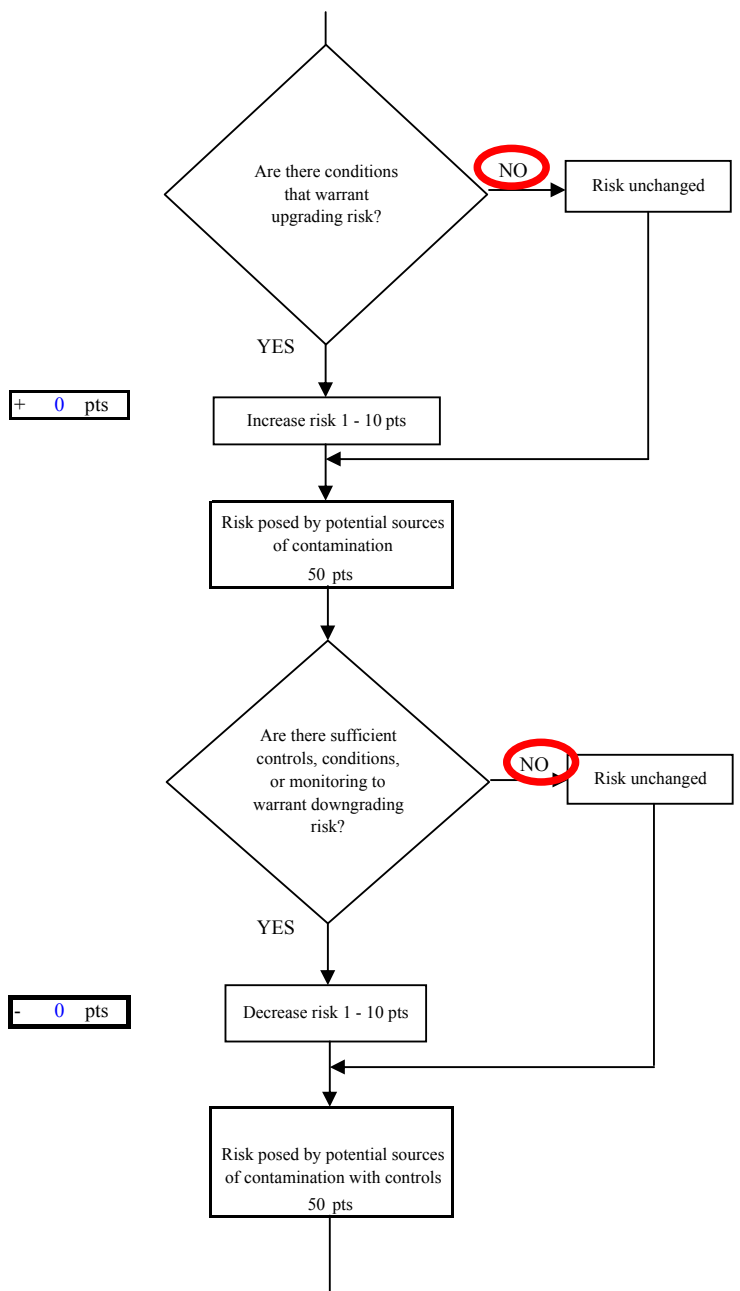 Are there conditions
that warrant
upgrading risk?
NO
Risk unchanged
YES
+ 0 pts
Increase risk 1 - 10 pts
Risk posed by potential sources
of contamination
50 pts
Are there sufficient
controls, conditions,
or monitoring to
warrant downgrading
risk?
NO
Risk unchanged
YES
- 0 pts
Decrease risk 1 - 10 pts
Risk posed by potential sources
of contamination with controls
50 pts